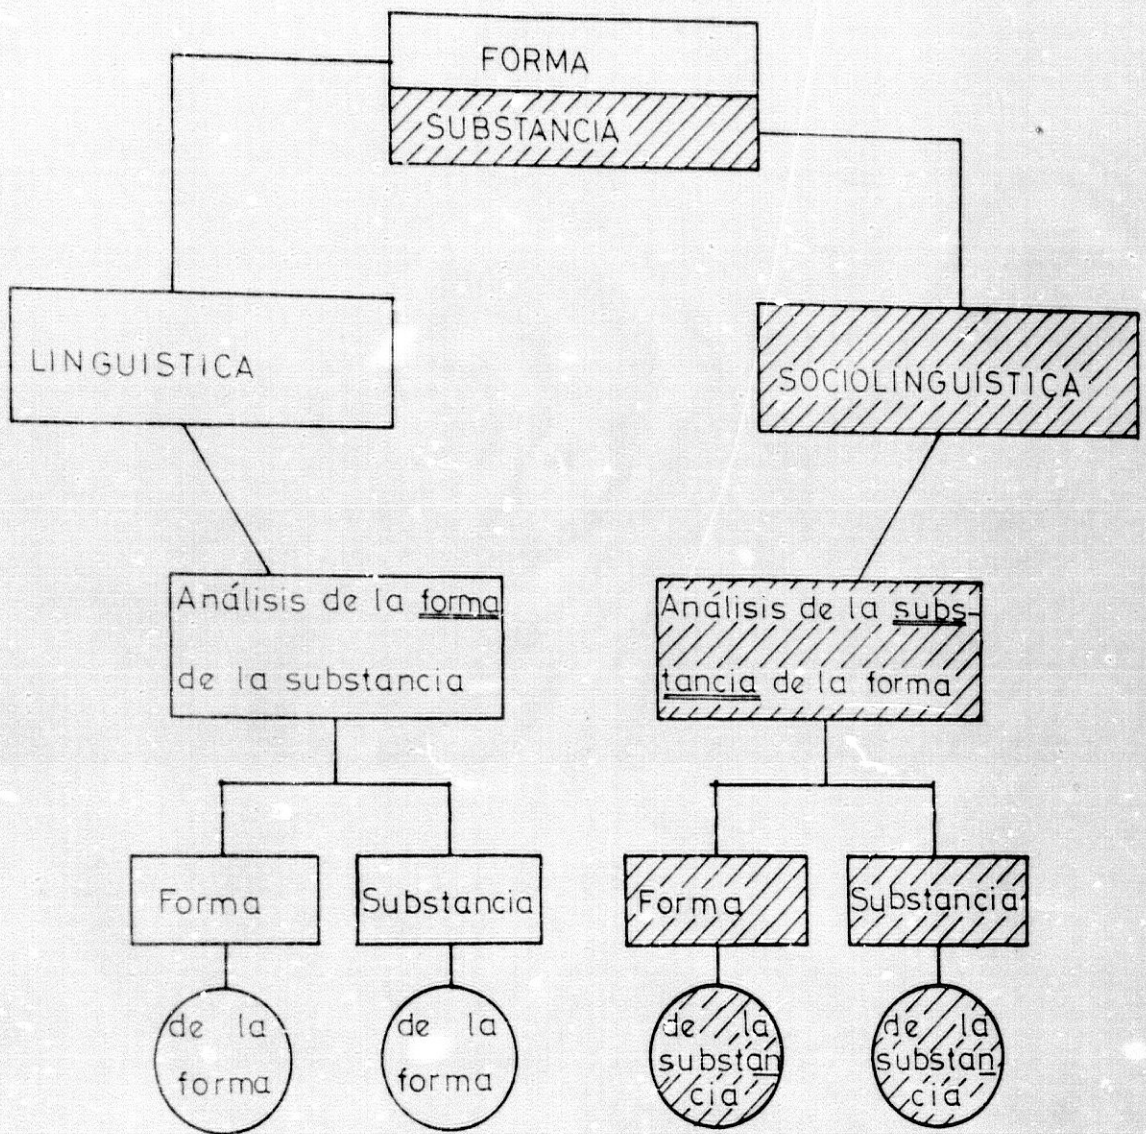 FORMA
SUBSTANCIA
LINGUISTICA
SOCIOLINGUISTICA
Análisis de la forma
de la substancia
Análisis de la subs-
tancia de la forma
Forma
Substancia
Forma
Substancia
de la
forma
de la
forma
de la
substan
cia
de la
substan
cia